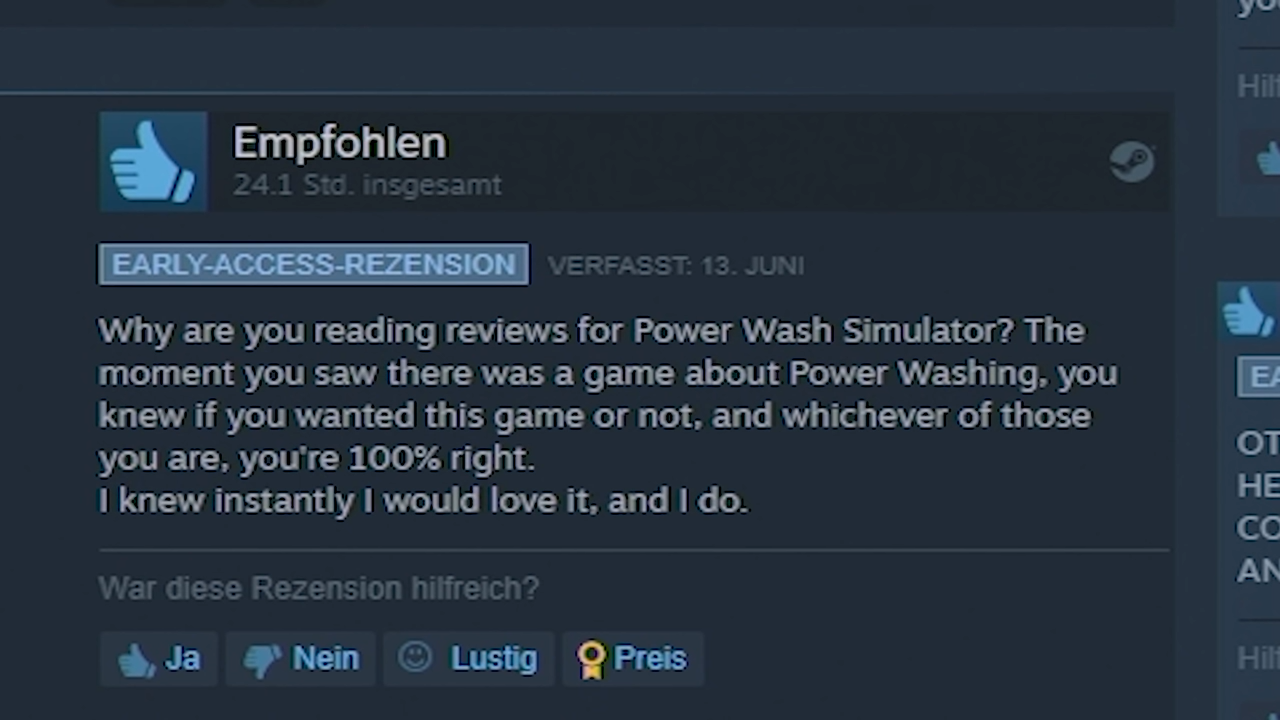 Empfohlen
24.1 Std. insgesamt
EARLY-ACCESS-REZENSION VERFASST: 13. JUNI
Why are you reading reviews for Power Wash Simulator? The
moment you saw there was a game about Power Washing, you
knew if you wanted this game or not, and whichever of those
you are, you're 100% right.
I knew instantly I would love it, and I do.
War diese Rezension hilfreich?
Ja Nein Lustig Preis